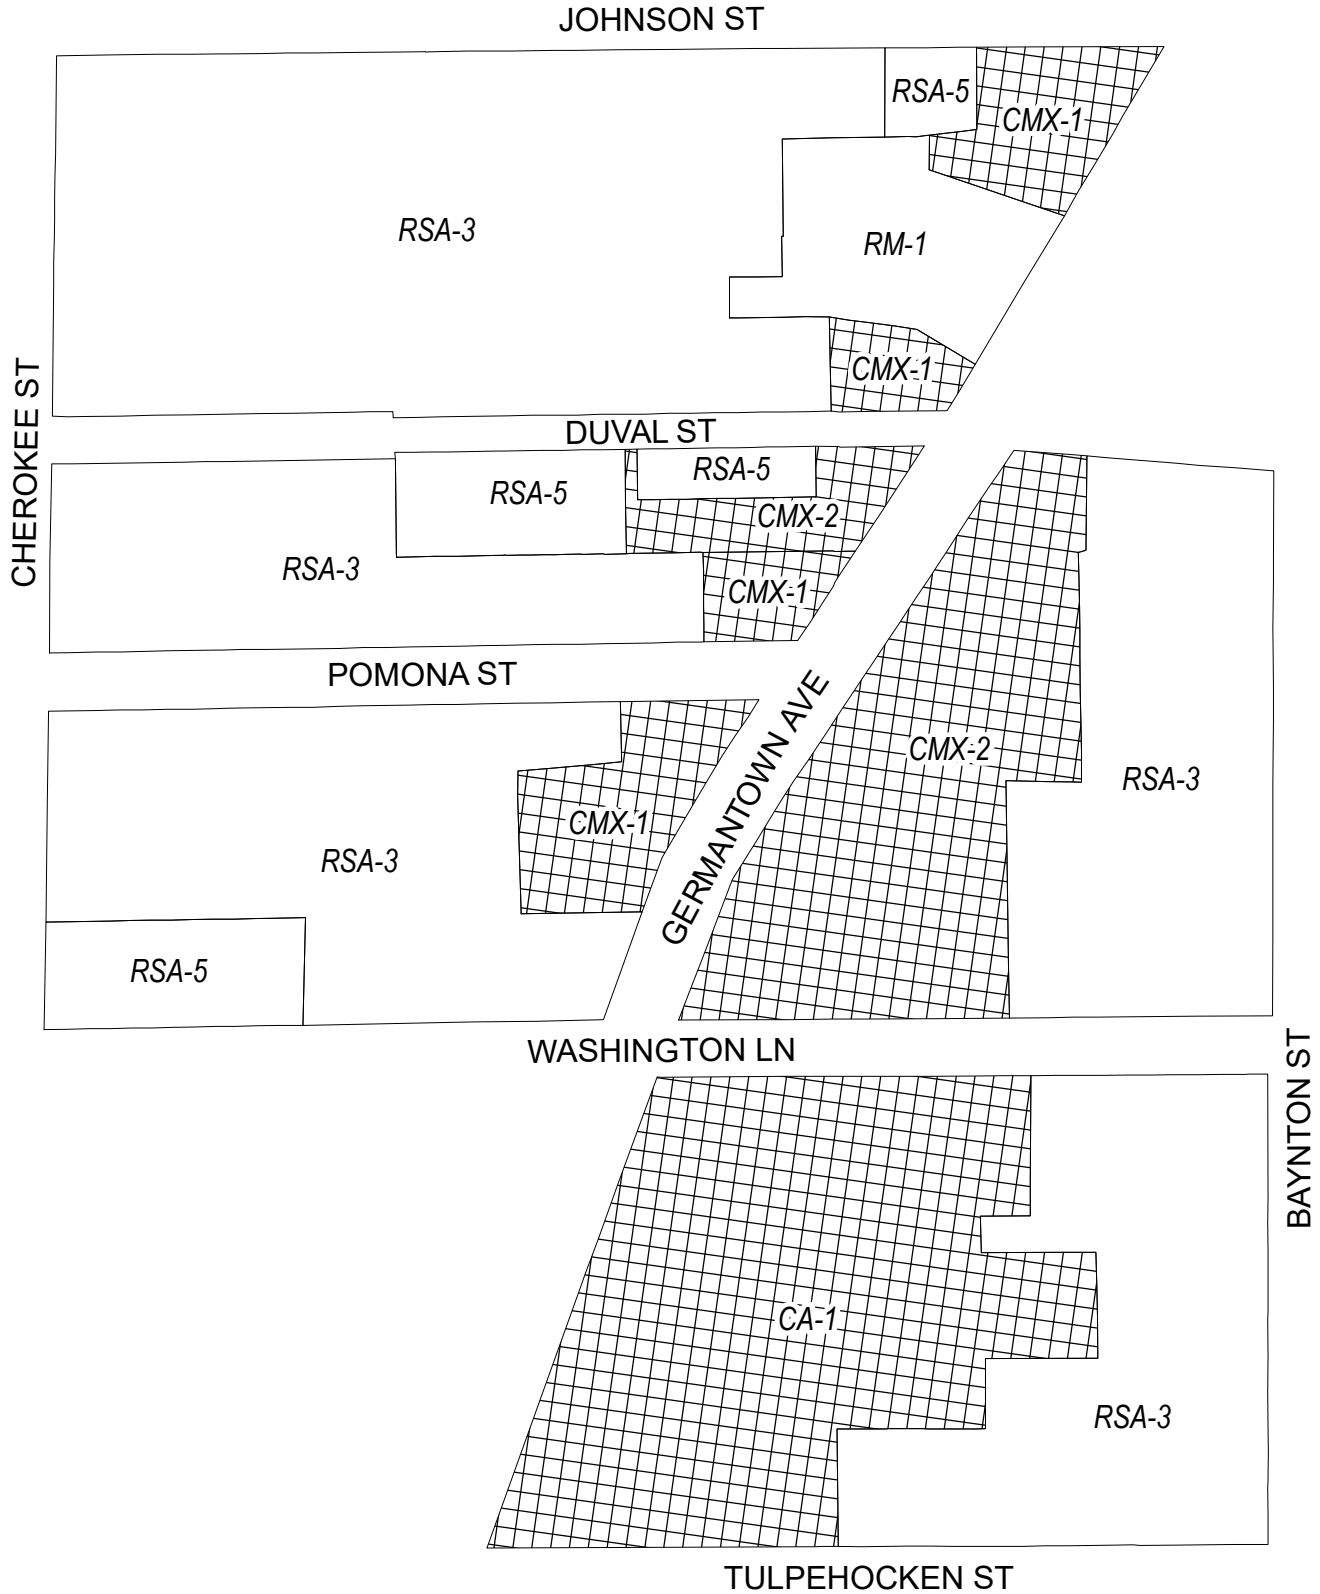 JOHNSON ST
RSA-5
CMX-1
RSA-3
RM-1
CMX-1
CHEROKEE ST
DUVAL ST
RSA-5
RSA-5
CMX-2
RSA-3
CMX-1
POMONA ST
GERMANTOWN AVE
CMX-2
RSA-3
CMX-1
RSA-3
RSA-5
WASHINGTON LN
BAYNTON ST
CA-1
RSA-3
TULPEHOCKEN ST